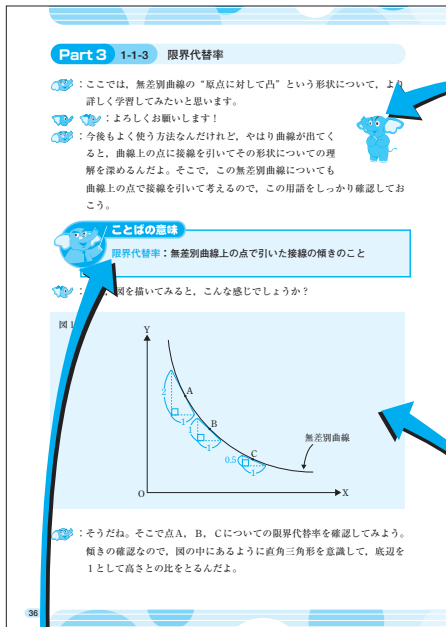 Part 3 1-1-3 限界代替率
：ここでは，無差別曲線の“原点に対して凸”という形状について，より
詳しく学習してみたいと思います。
：よろしくお願いします！
：今後もよく使う方法なんだけれど，やはり曲線が出てく
ると，曲線上の点に接線を引いてその形状についての理
解を深めるんだよ。そこで，この無差別曲線についても
曲線上の点で接線を引いて考えるので，この用語をしっかり確認してお
こう。
ことばの意味
限界代替率：無差別曲線上の点で引いた接線の傾きのこと
：
図を描いてみると，こんな感じでしょうか？
図1
Y
A
2
1
B
1
1
C
0.5
1
無差別曲線
O
X
：そうだね。そこで点A，B，Cについての限界代替率を確認してみよう。
傾きの確認なので，図の中にあるように直角三角形を意識して，底辺を
1として高さとの比をとるんだよ。
36